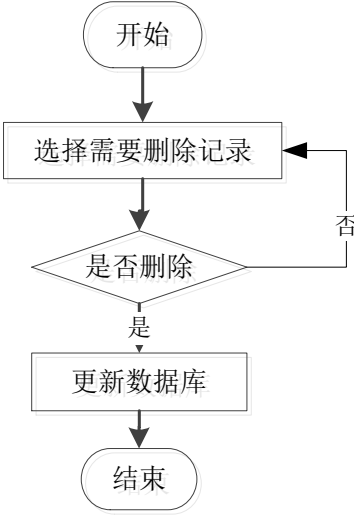 开始
选择需要删除记录
否
是否删除
是
更新数据库
结束